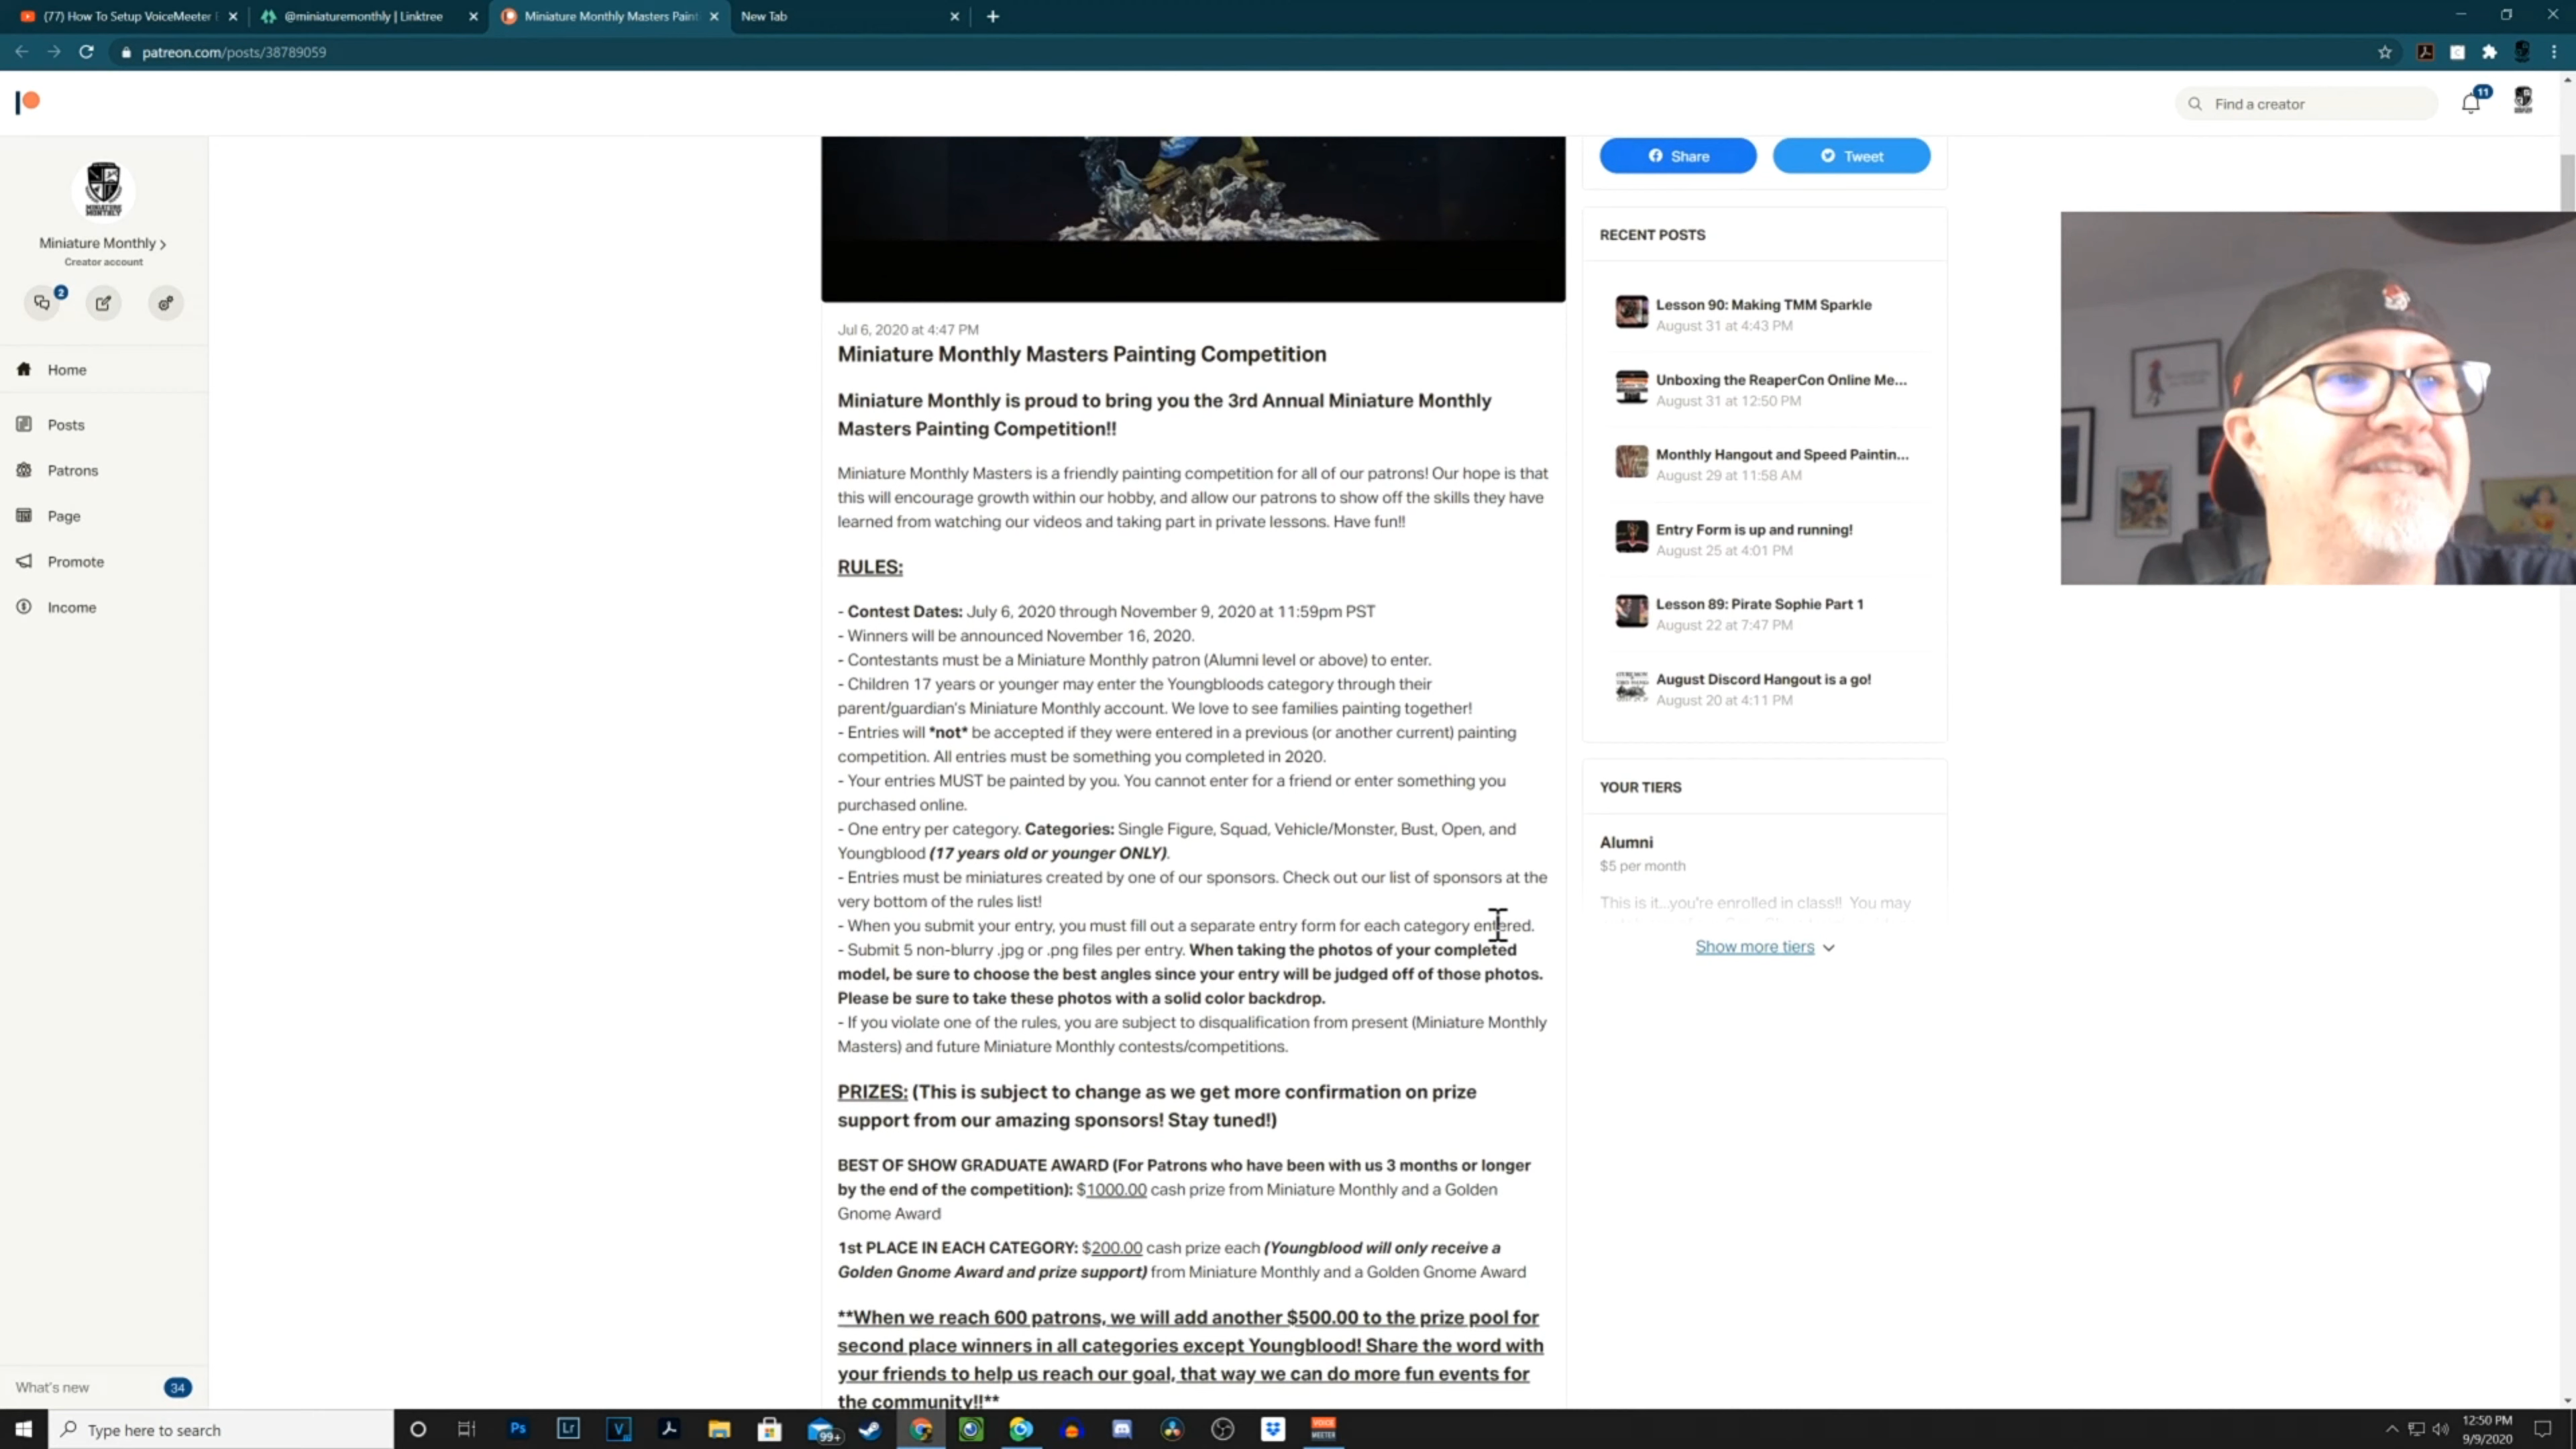 (77) How To Setup VoiceMeeter
@miniaturemonthly | Linktree
Miniature Monthly Masters Paint
New Tab
patreon.com/posts/38789059
Find a creator
11
Miniature Monthly
Creator account
2
Home
Posts
Patrons
Page
Promote
Income
What's new
34
Jul 6, 2020 at 4:47 PM
Miniature Monthly Masters Painting Competition
Miniature Monthly is proud to bring you the 3rd Annual Miniature Monthly
Masters Painting Competition!!
Miniature Monthly Masters is a friendly painting competition for all of our patrons! Our hope is that
this will encourage growth within our hobby, and allow our patrons to show off the skills they have
learned from watching our videos and taking part in private lessons. Have fun!!
RULES:
- Contest Dates: July 6, 2020 through November 9, 2020 at 11:59pm PST
- Winners will be announced November 16, 2020.
- Contestants must be a Miniature Monthly patron (Alumni level or above) to enter.
- Children 17 years or younger may enter the Youngbloods category through their
parent/guardian's Miniature Monthly account. We love to see families painting together!
- Entries will *not* be accepted if they were entered in a previous (or another current) painting
competition. All entries must be something you completed in 2020.
- Your entries MUST be painted by you. You cannot enter for a friend or enter something you
purchased online.
- One entry per category. Categories: Single Figure, Squad, Vehicle/Monster, Bust, Open, and
Youngblood (17 years old or younger ONLY).
- Entries must be miniatures created by one of our sponsors. Check out our list of sponsors at the
very bottom of the rules list!
- When you submit your entry, you must fill out a separate entry form for each category entered.
- Submit 5 non-blurry .jpg or .png files per entry. When taking the photos of your completed
model, be sure to choose the best angles since your entry will be judged off of those photos.
Please be sure to take these photos with a solid color backdrop.
- If you violate one of the rules, you are subject to disqualification from present (Miniature Monthly
Masters) and future Miniature Monthly contests/competitions.
PRIZES: (This is subject to change as we get more confirmation on prize
support from our amazing sponsors! Stay tuned!)
BEST OF SHOW GRADUATE AWARD (For Patrons who have been with us 3 months or longer
by the end of the competition): $1000.00 cash prize from Miniature Monthly and a Golden
Gnome Award
1st PLACE IN EACH CATEGORY: $200.00 cash prize each (Youngblood will only receive a
Golden Gnome Award and prize support) from Miniature Monthly and a Golden Gnome Award
**When we reach 600 patrons, we will add another $500.00 to the prize pool for
second place winners in all categories except Youngblood! Share the word with
your friends to help us reach our goal, that way we can do more fun events for
the community!!**
Share
Tweet
RECENT POSTS
Lesson 90: Making TMM Sparkle
August 31 at 4:43 PM
Unboxing the ReaperCon Online Me...
August 31 at 12:50 PM
Monthly Hangout and Speed Paintin...
August 29 at 11:58 AM
Entry Form is up and running!
August 25 at 4:01 PM
Lesson 89: Pirate Sophie Part 1
August 22 at 7:47 PM
August Discord Hangout is a go!
August 20 at 4:11 PM
YOUR TIERS
Alumni
$5 per month
This is it...you're enrolled in class!! You may
Show more tiers
Type here to search
Ps
Lr
V
99+
VOICE
MEETER
12:50 PM
9/9/2020